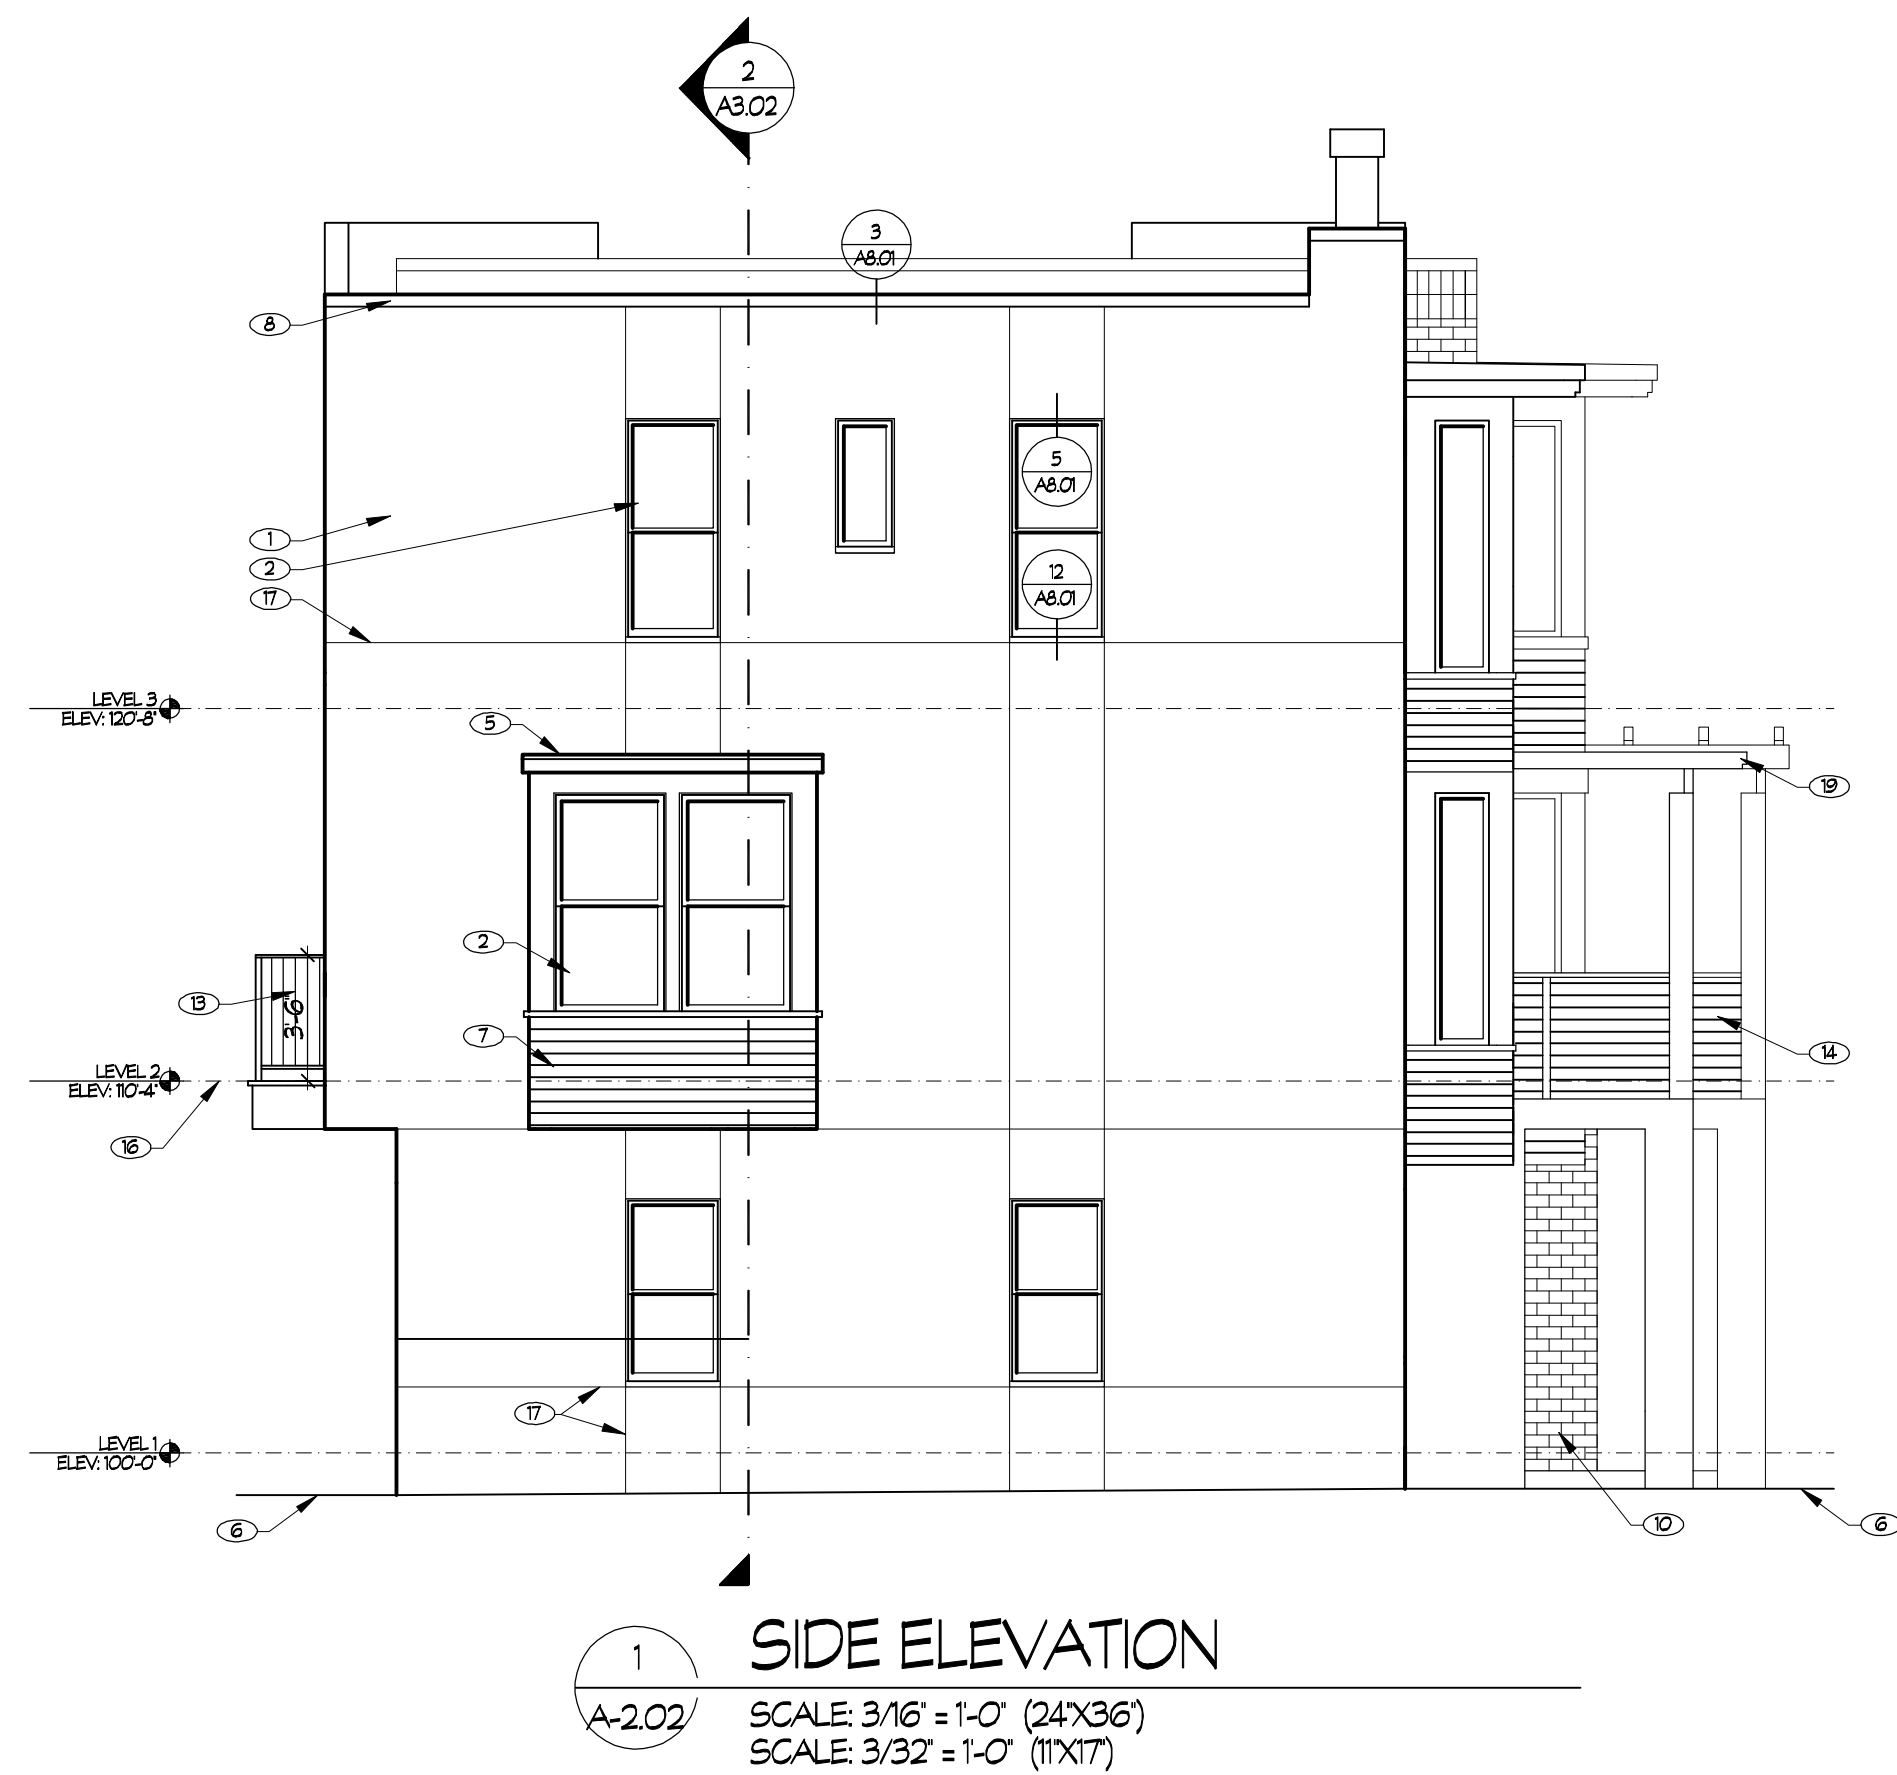 2
A3.02
3
A8.01
8
5
A8.01
1
2
12
A8.01
17
LEVEL 3
ELEV: 120'-8"
5
19
2
13
3'-6"
7
14
LEVEL 2
ELEV: 110'-4"
16
17
LEVEL 1
ELEV: 100'-0"
6
10
6
1
A-2.02
SIDE ELEVATION
SCALE: 3/16" = 1'-0" (24"X36")
SCALE: 3/32" = 1'-0" (11"X17")